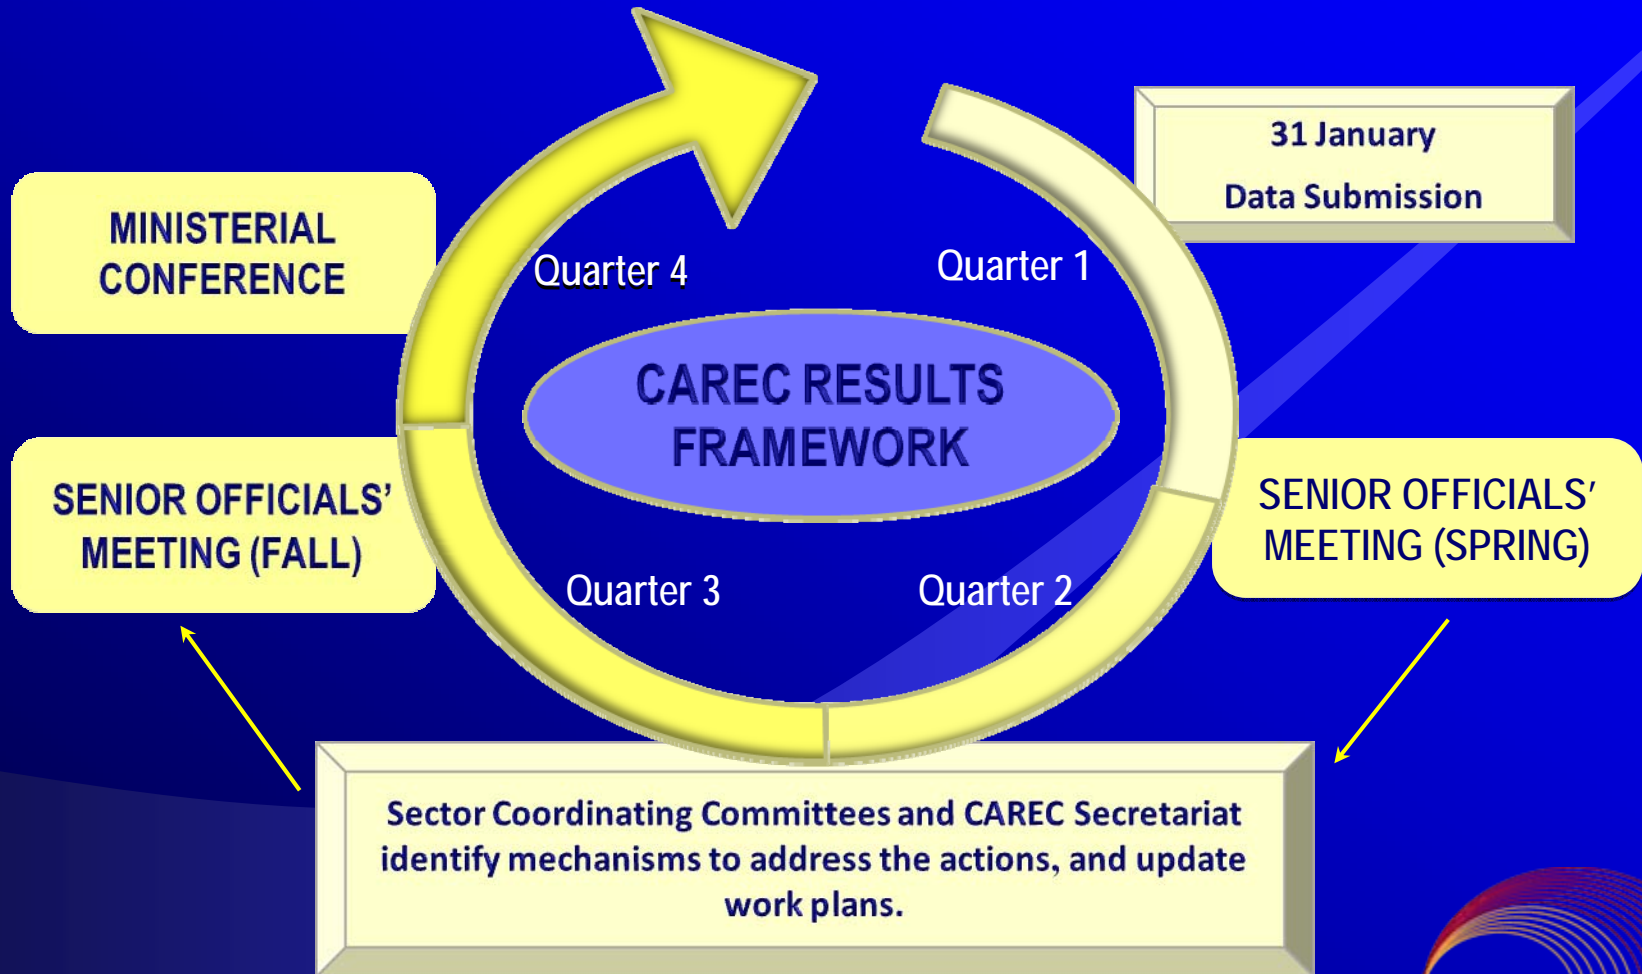 31 January
Data Submission
MINISTERIAL
CONFERENCE
Quarter 4
Quarter 1
CAREC RESULTS
FRAMEWORK
SENIOR OFFICIALS’
MEETING (FALL)
SENIOR OFFICIALS’
MEETING (SPRING)
Quarter 3
Quarter 2
Sector Coordinating Committees and CAREC Secretariat
identify mechanisms to address the actions, and update
work plans.